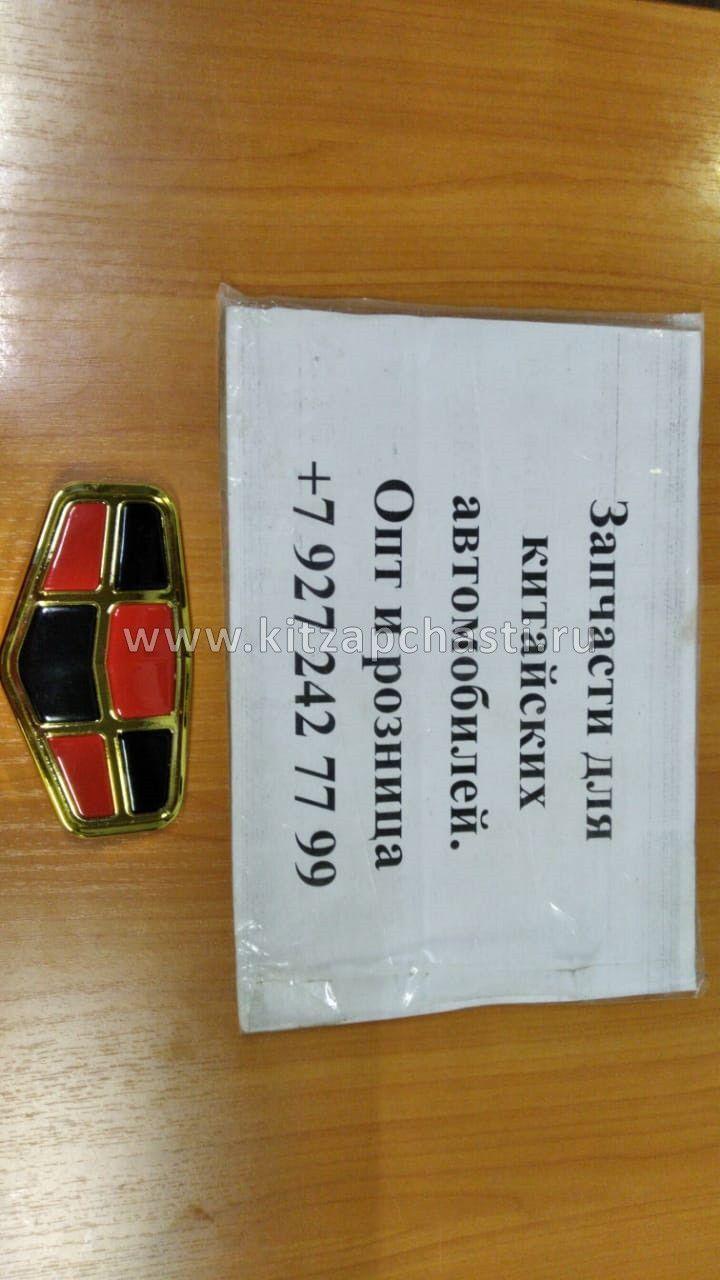 Запчасти для
китайских
автомобилей.
Опт и розница
+7 927 242 77 99
www.kitzapchasti.ru